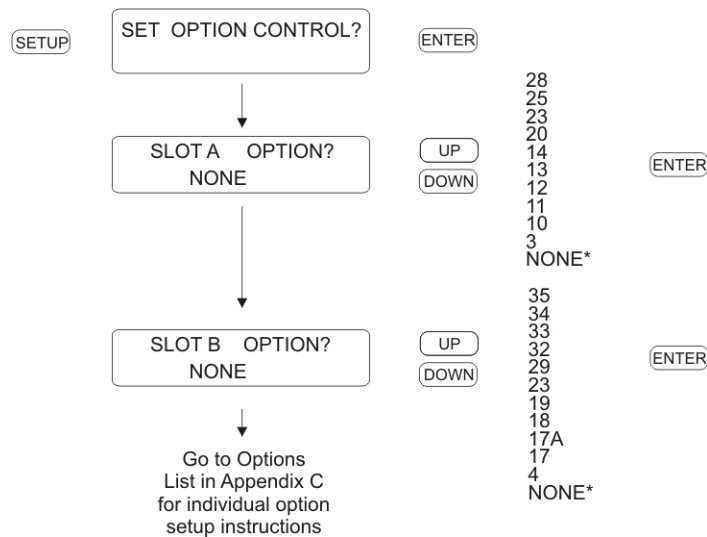 SETUP
SET OPTION CONTROL?
ENTER
SLOT A OPTION?
NONE
UP
DOWN
28
25
23
20
14
13
12
11
10
3
NONE*
ENTER
SLOT B OPTION?
NONE
UP
DOWN
35
34
33
32
29
23
19
18
17A
17
4
NONE*
ENTER
Go to Options
List in Appendix C
for individual option
setup instructions